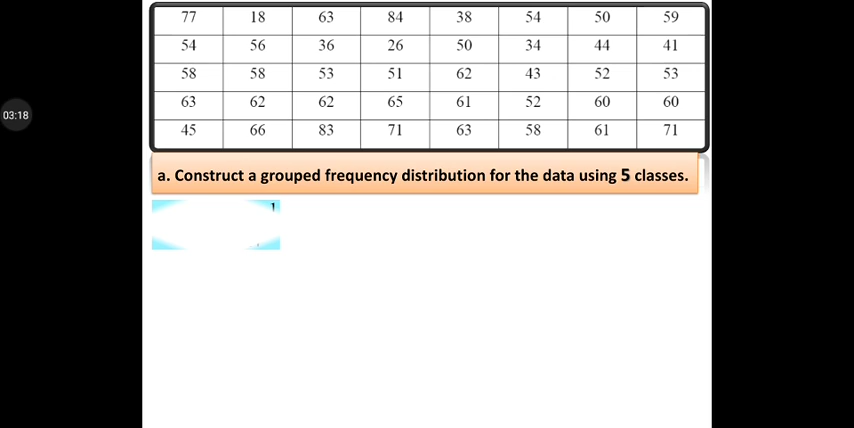 77 18 63 84 38 54 50 59
54 56 36 26 50 34 44 41
58 58 53 51 62 43 52 53
03:18
63 62 62 65 61 52 60 60
45 66 83 71 63 58 61 71
a. Construct a grouped frequency distribution for the data using 5 classes.
1